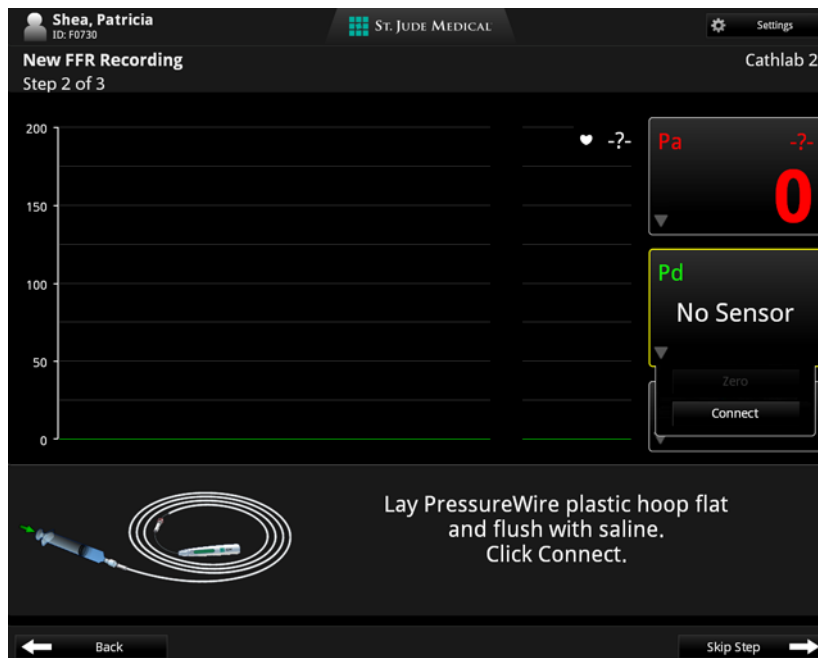 Shea, Patricia
ID: F0730
ST. JUDE MEDICAL
Settings
New FFR Recording
Cathlab 2
Step 2 of 3
200
150
100
50
0
-?-
Pa
-?-
0
Pd
No Sensor
Zero
Connect
Lay PressureWire plastic hoop flat
and flush with saline.
Click Connect.
Back
Skip Step